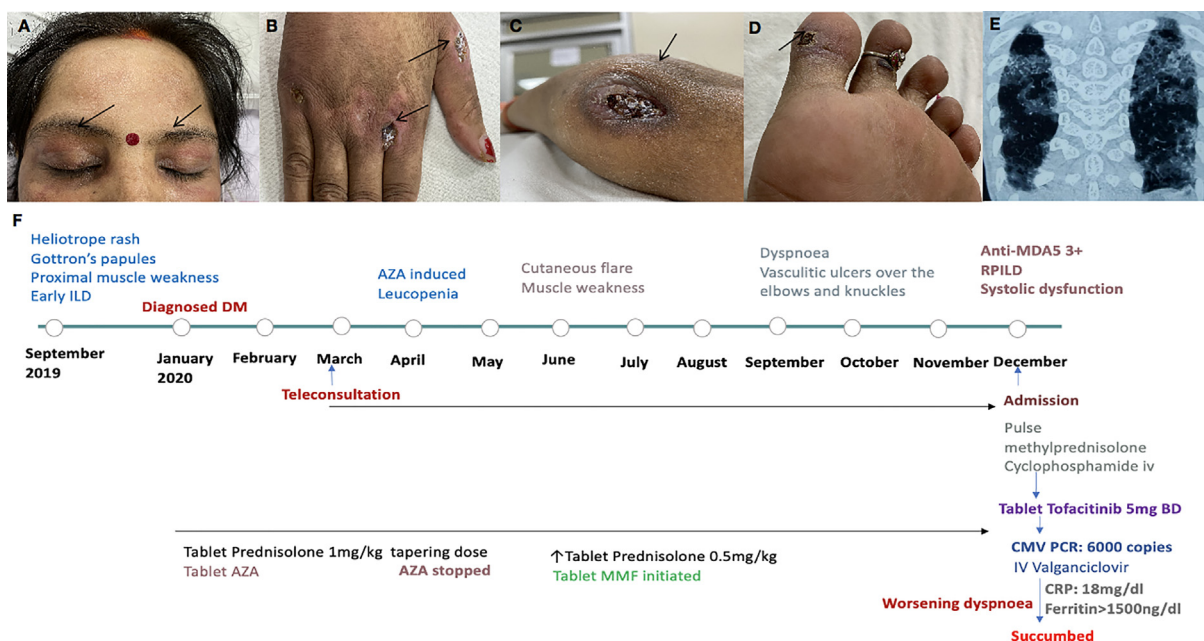 A
B
C
D
E
F
Heliotrope rash
Gottron's papules
Proximal muscle weakness
Early ILD
Diagnosed DM
AZA induced
Leucopenia
Cutaneous flare
Muscle weakness
Dyspnoea
Vasculitic ulcers over the
elbows and knuckles
Anti-MDA5 3+
RPILD
Systolic dysfunction
September
2019
January
2020
February
March
April
May
June
July
August
September
October
November
December
Teleconsultation
Admission
Pulse
methylprednisolone
Cyclophosphamide iv
Tablet Tofacitinib 5mg BD
Tablet Prednisolone 1mg/kg tapering dose
Tablet AZA
AZA stopped
↑Tablet Prednisolone 0.5mg/kg
Tablet MMF initiated
CMV PCR: 6000 copies
IV Valganciclovir
Worsening dyspnoea
CRP: 18mg/dl
Ferritin>1500ng/dl
Succumbed